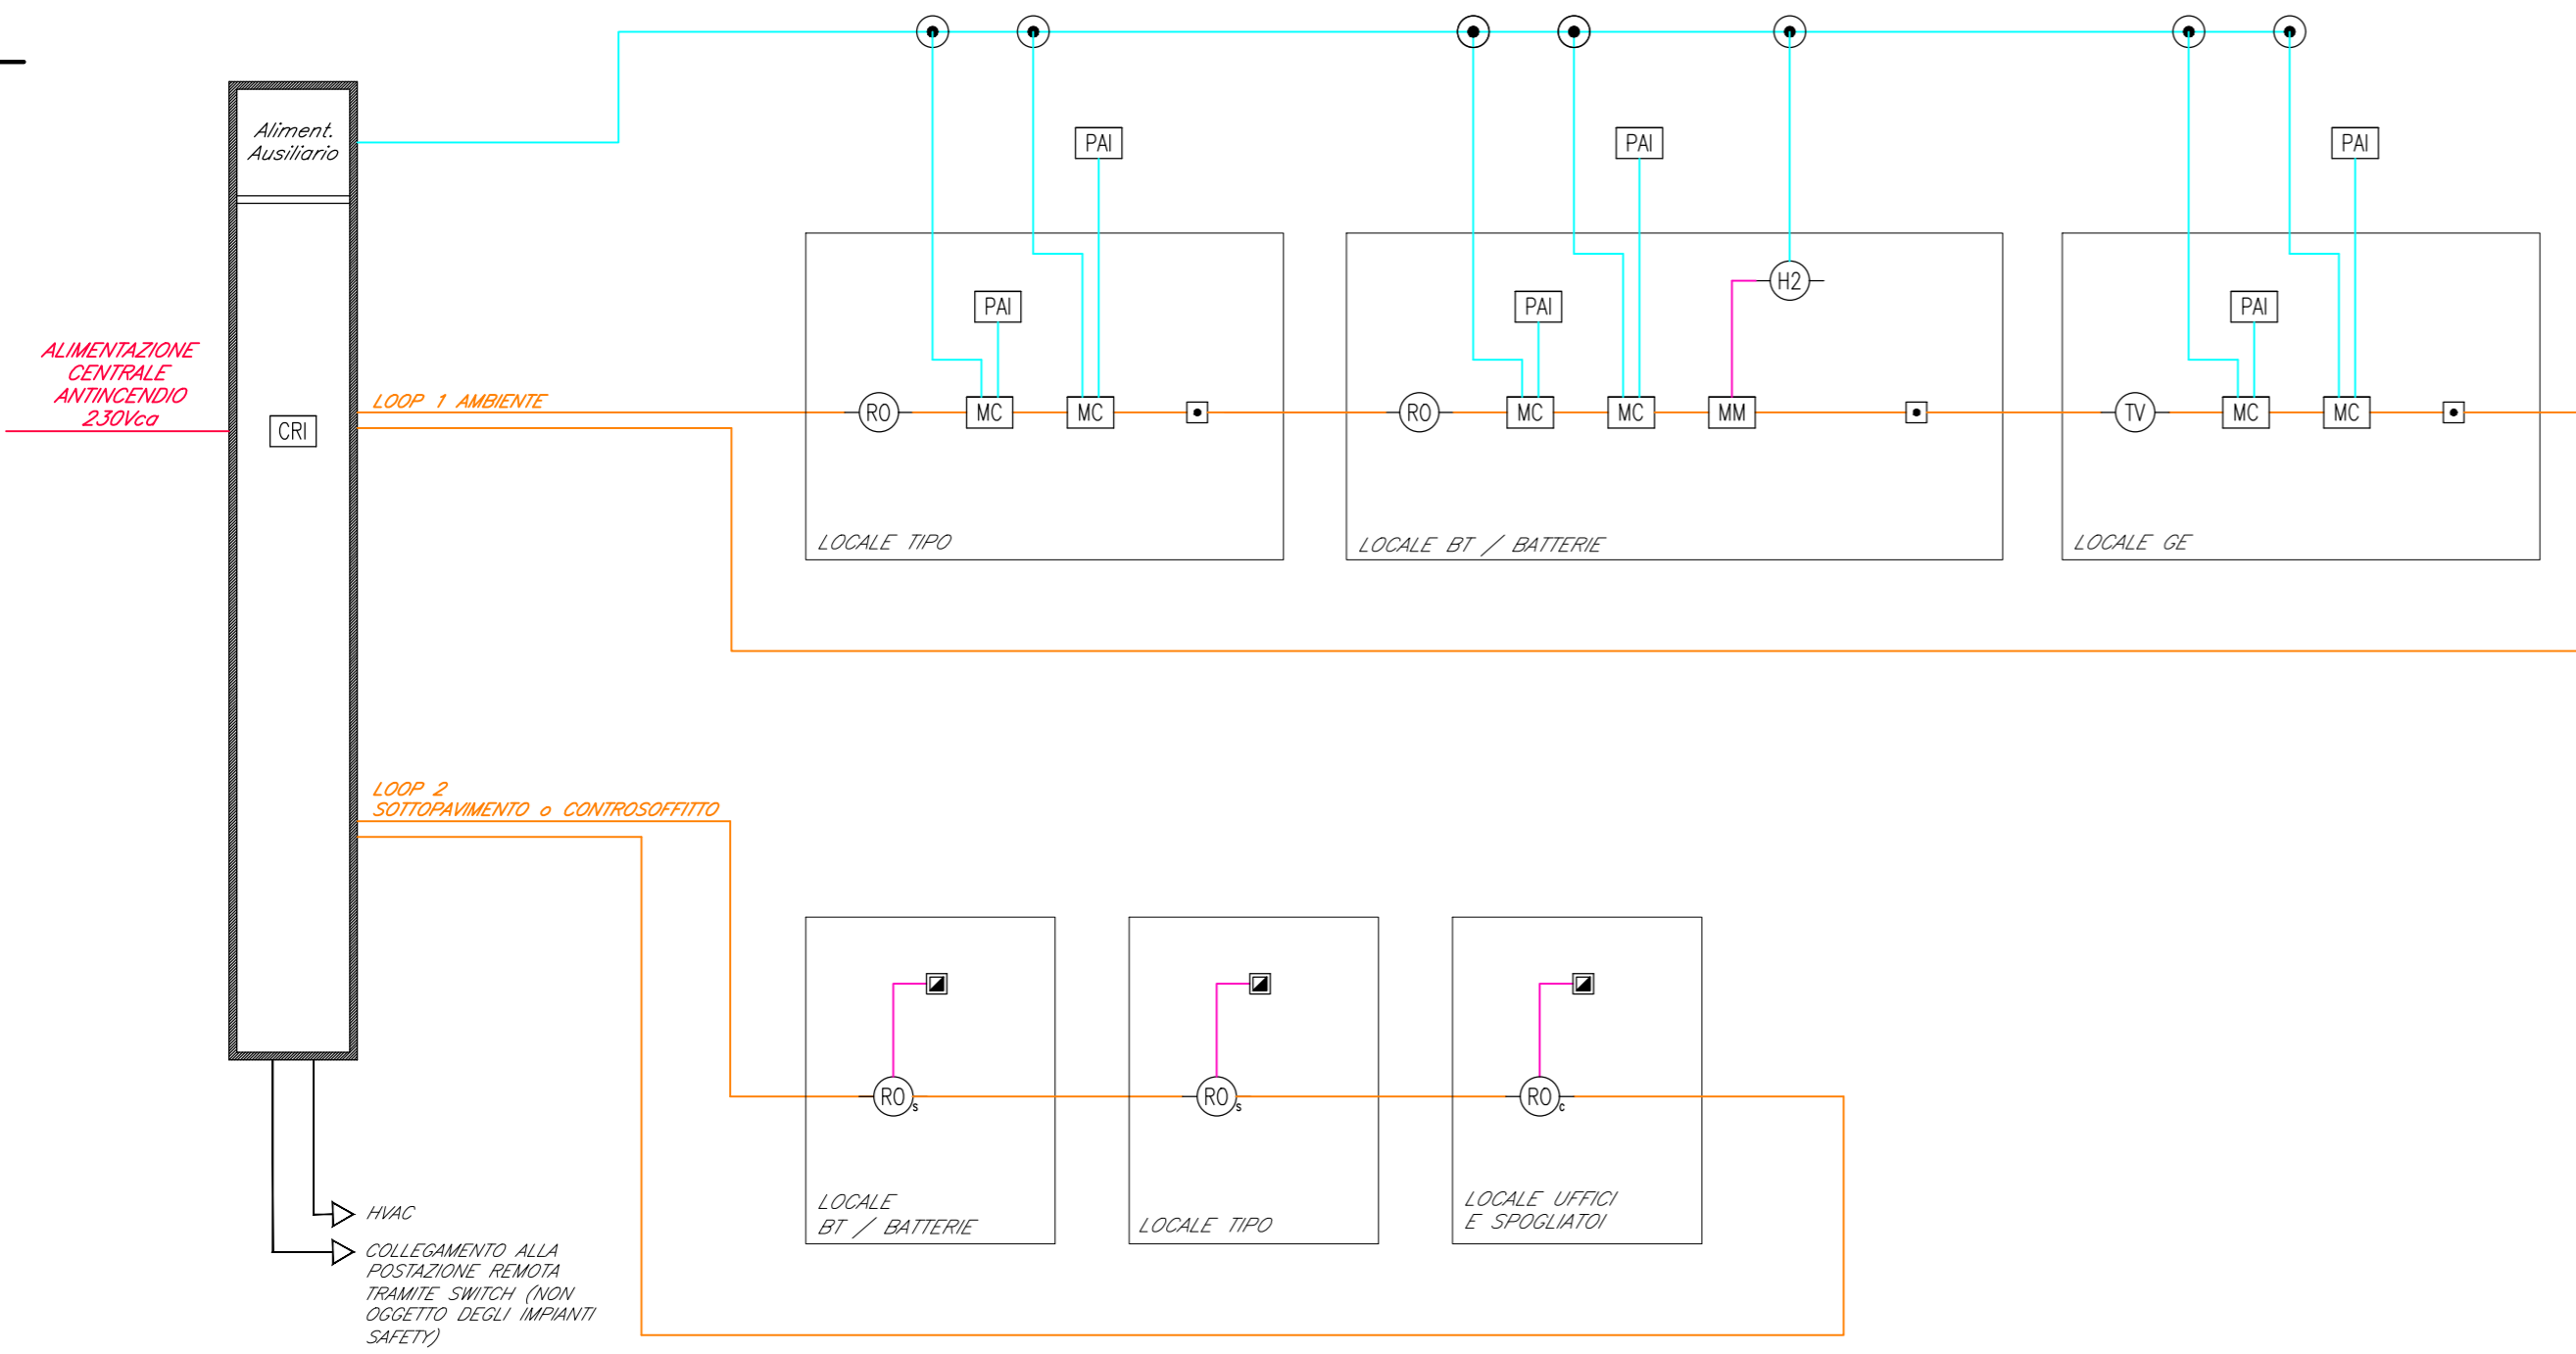 Aliment.
Ausiliario
PAI
PAI
PAI
H2
PAI
PAI
PAI
ALIMENTAZIONE
CENTRALE
ANTINCENDIO
230Vca
CRI
LOOP 1 AMBIENTE
RO
MC
MC
RO
MC
MC
MM
TV
MC
MC
LOCALE TIPO
LOCALE BT / BATTERIE
LOCALE GE
LOOP 2
SOTTOPAVIMENTO o CONTROSOFFITTO
RO s
RO s
RO c
LOCALE
BT / BATTERIE
LOCALE TIPO
LOCALE UFFICI
E SPOGLIATOI
HVAC
COLLEGAMENTO ALLA
POSTAZIONE REMOTA
TRAMITE SWITCH (NON
OGGETTO DEGLI IMPIANTI
SAFETY)